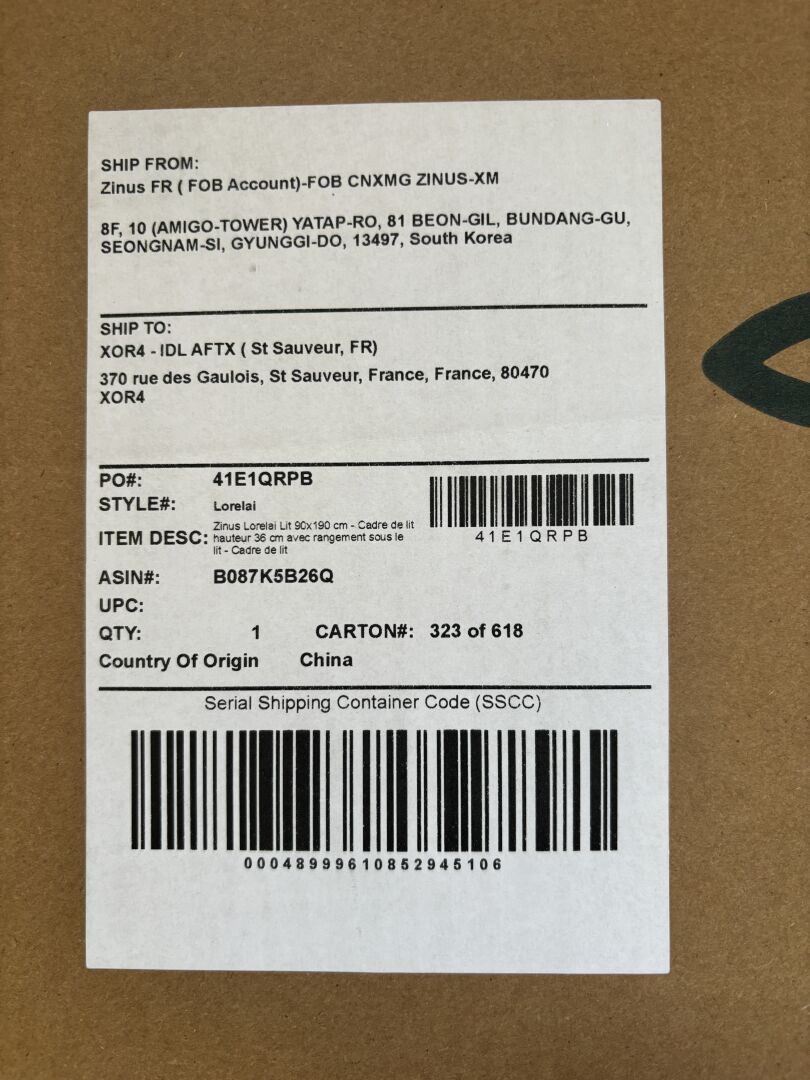 SHIP FROM:
Zinus FR ( FOB Account)-FOB CNXMG ZINUS-XM
8F, 10 (AMIGO-TOWER) YATAP-RO, 81 BEON-GIL, BUNDANG-GU,
SEONGNAM-SI, GYUNGGI-DO, 13497, South Korea
SHIP TO:
XOR4 - IDL AFTX ( St Sauveur, FR)
370 rue des Gaulois, St Sauveur, France, France, 80470
XOR4
PO#: 41E1QRPB
STYLE#: Lorelai
ITEM DESC: Zinus Lorelai Lit 90x190 cm - Cadre de lit
hauteur 36 cm avec rangement sous le
lit - Cadre de lit
41E1QRPB
ASIN#: B087K5B26Q
UPC:
QTY: 1 CARTON#: 323 of 618
Country Of Origin China
Serial Shipping Container Code (SSCC)
00048999610852945106